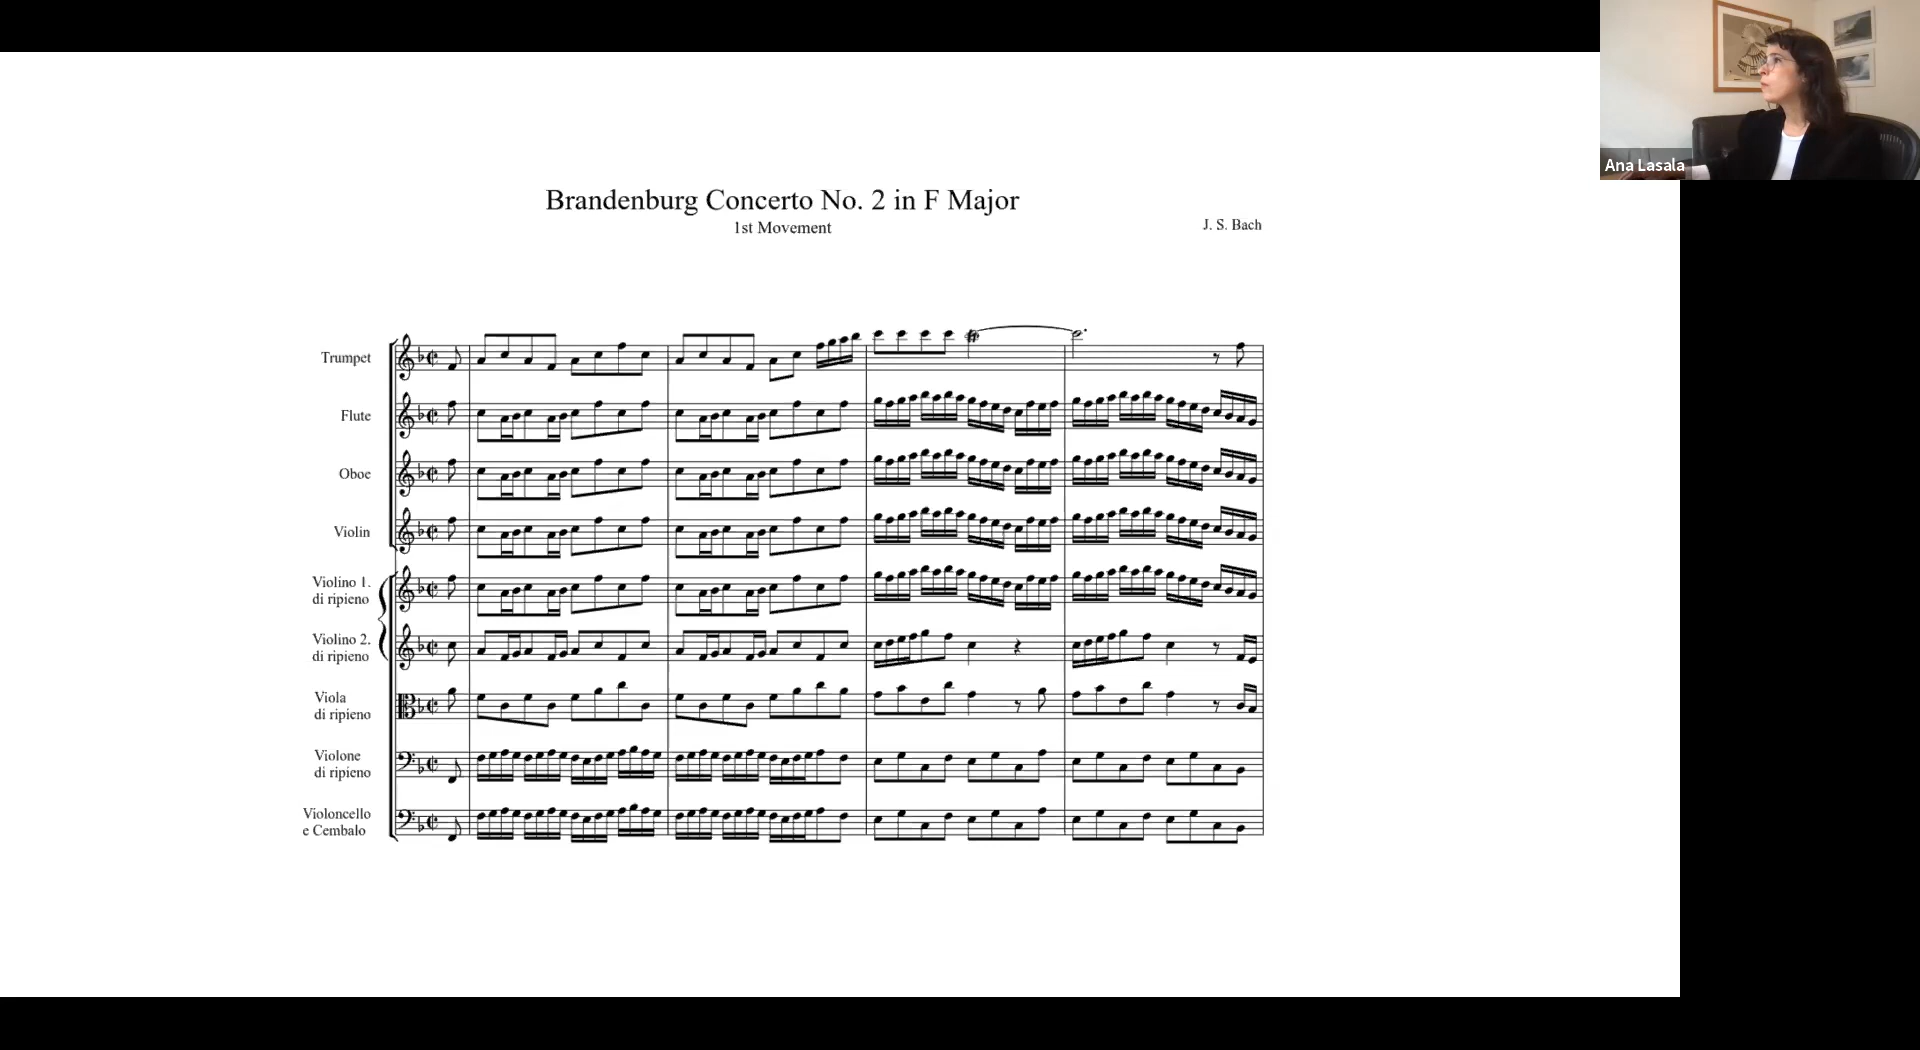 Ana Lasala
Brandenburg Concerto No. 2 in F Major
1st Movement
J. S. Bach
Trumpet
Flute
Oboe
Violin
Violino 1.
di ripieno
Violino 2.
di ripieno
Viola
di ripieno
Violone
di ripieno
Violoncello
e Cembalo